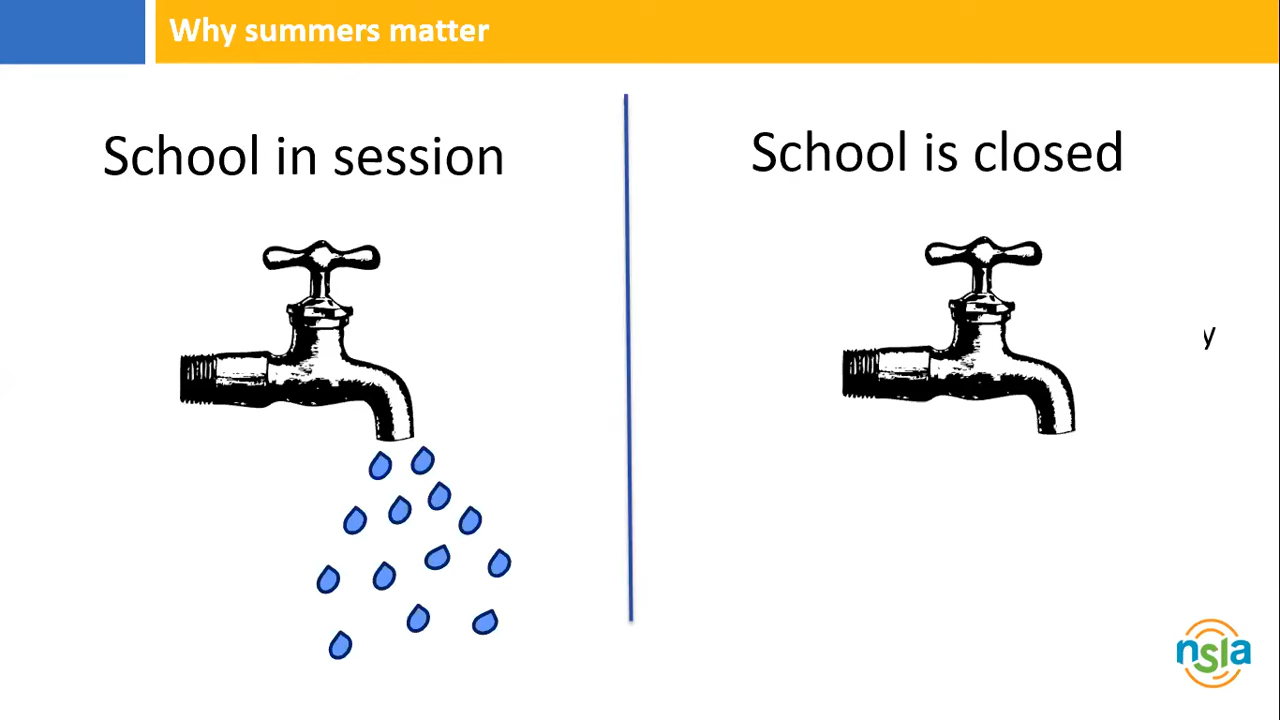 Why summers matter
School in session
School is closed
y
nsla